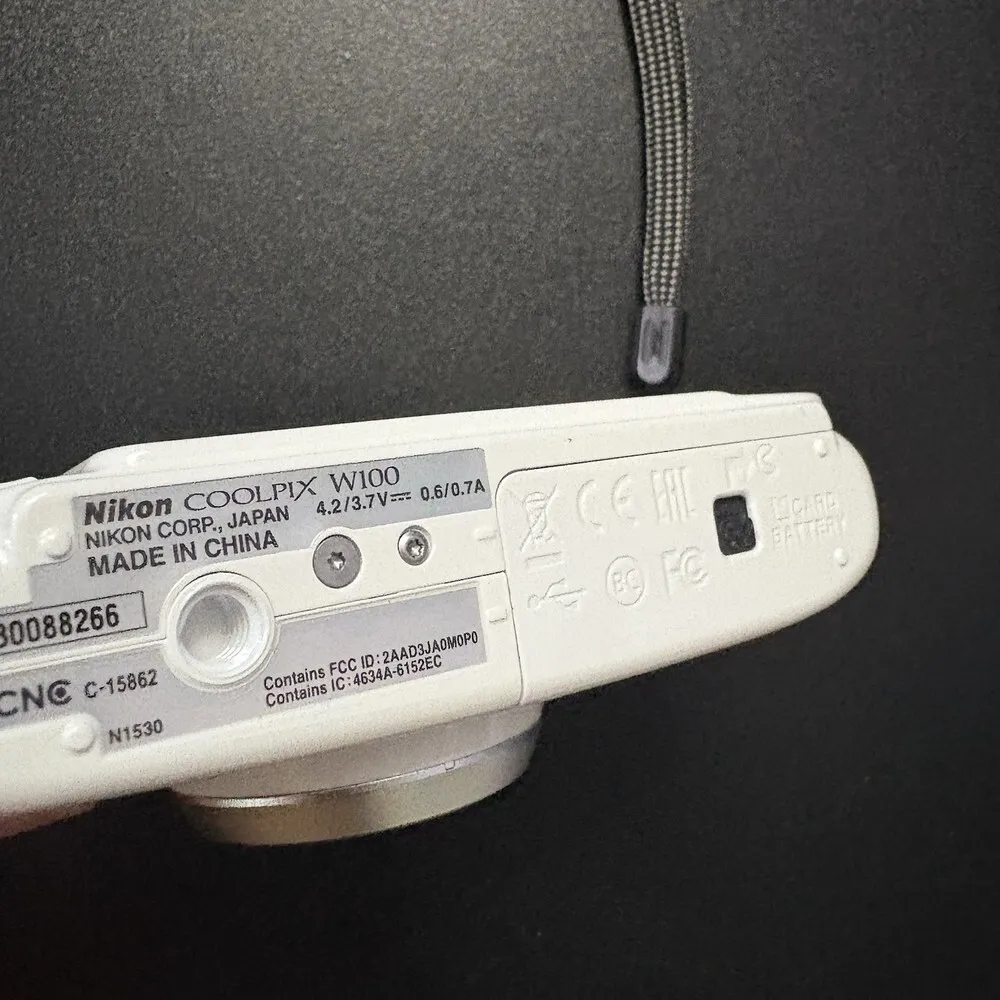 Nikon COOLPIX W100
NIKON CORP., JAPAN 4.2/3.7V⎓ 0.6/0.7A
MADE IN CHINA
30088266
CNC C-15862
N1530
Contains FCC ID:2AAD3JA0M0P0
Contains IC:4634A-6152EC
CE EAC
BC FC
CARD
BATTERY
N